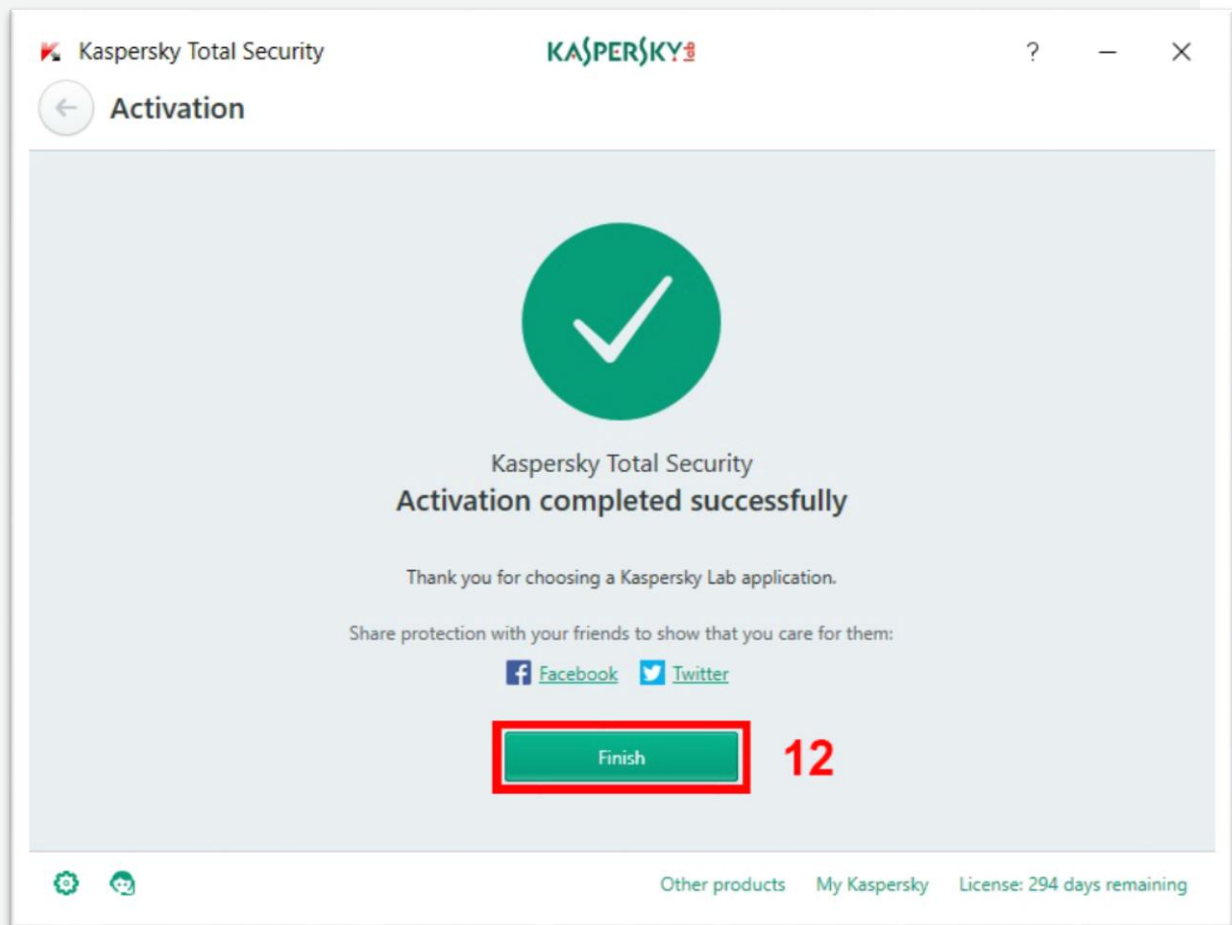 Kaspersky Total Security
KASPERSKY lab
?
Activation
Kaspersky Total Security
Activation completed successfully
Thank you for choosing a Kaspersky Lab application.
Share protection with your friends to show that you care for them:
Facebook Twitter
Finish 12
Other products My Kaspersky License: 294 days remaining